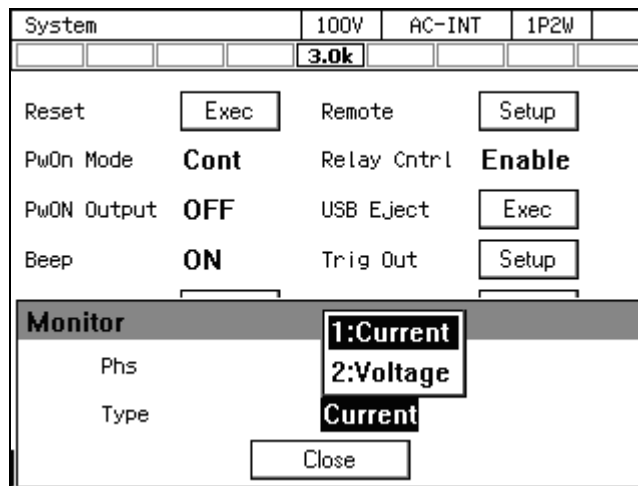 System 100V AC-INT 1P2W
3.0k
Reset Exec Remote Setup
PwOn Mode Cont Relay Cntrl Enable
PwON Output OFF USB Eject Exec
Beep ON Trig Out Setup
Monitor
1:Current
Phs 2:Voltage
Type Current
Close